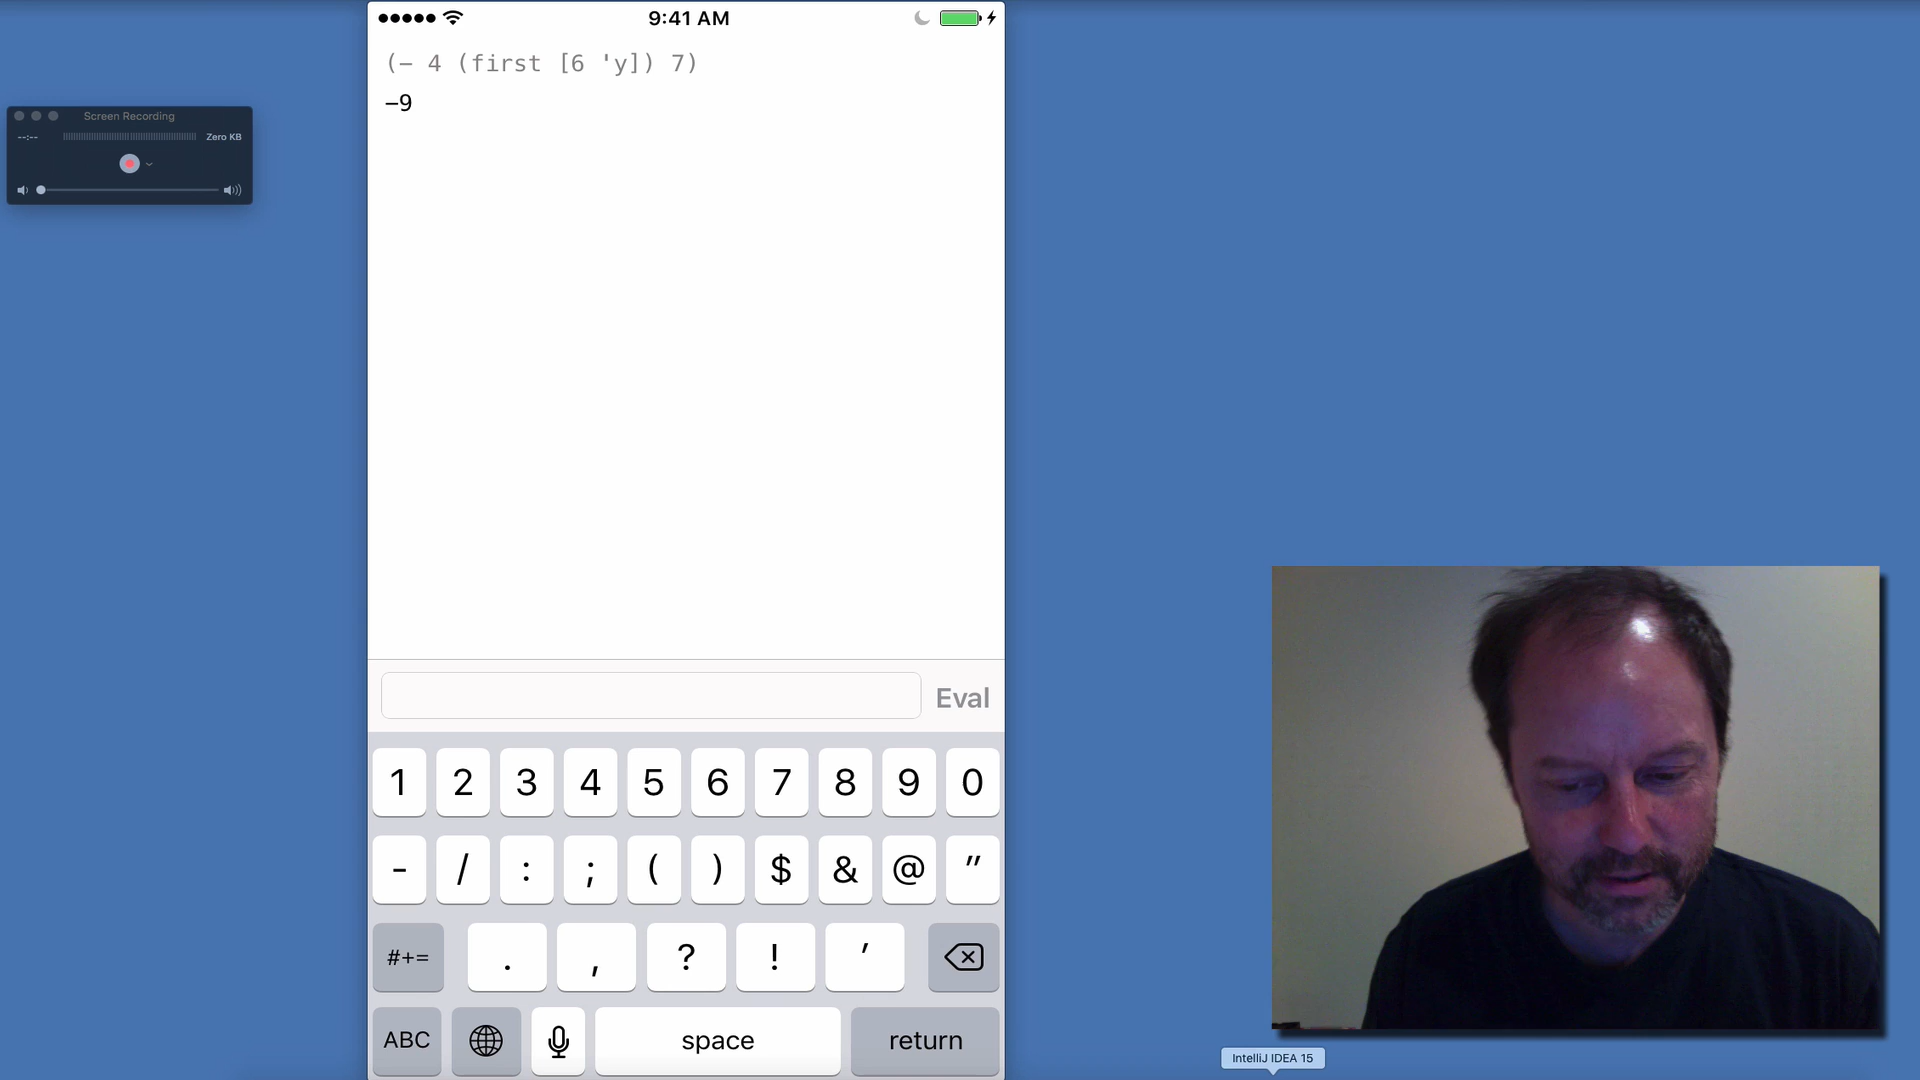 9:41 AM
(− 4 (first [6 'y]) 7)
−9
Screen Recording
--:-- Zero KB
Eval
1 2 3 4 5 6 7 8 9 0
- / : ; ( ) $ & @ "
#+= . , ? ! '
ABC space return
IntelliJ IDEA 15